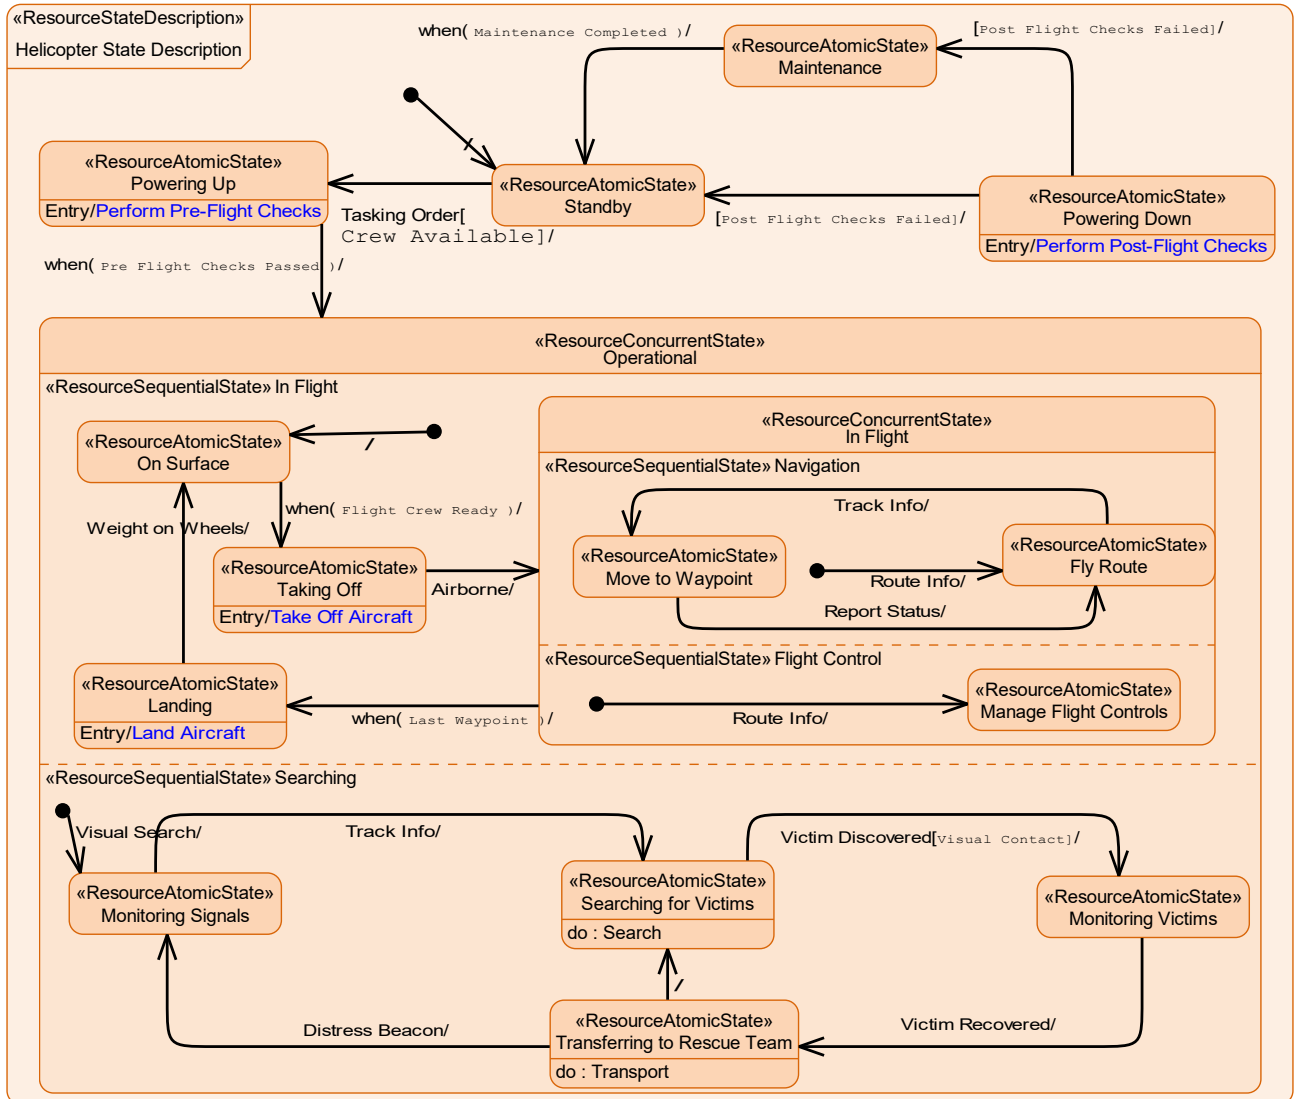 «ResourceStateDescription»
Helicopter State Description
when( Maintenance Completed )/
«ResourceAtomicState»
Maintenance
[Post Flight Checks Failed]/
/
«ResourceAtomicState»
Powering Up
Entry/Perform Pre-Flight Checks
«ResourceAtomicState»
Standby
Tasking Order[
Crew Available]/
[Post Flight Checks Failed]/
«ResourceAtomicState»
Powering Down
Entry/Perform Post-Flight Checks
when( Pre Flight Checks Passed )/
«ResourceConcurrentState»
Operational
«ResourceSequentialState» In Flight
«ResourceAtomicState»
On Surface
/
when( Flight Crew Ready )/
Weight on Wheels/
«ResourceAtomicState»
Taking Off
Entry/Take Off Aircraft
Airborne/
«ResourceAtomicState»
Landing
Entry/Land Aircraft
when( Last Waypoint )/
«ResourceConcurrentState»
In Flight
«ResourceSequentialState» Navigation
Track Info/
«ResourceAtomicState»
Move to Waypoint
Route Info/
«ResourceAtomicState»
Fly Route
Report Status/
«ResourceSequentialState» Flight Control
Route Info/
«ResourceAtomicState»
Manage Flight Controls
«ResourceSequentialState» Searching
Visual Search/
Track Info/
Victim Discovered[Visual Contact]/
«ResourceAtomicState»
Monitoring Signals
«ResourceAtomicState»
Searching for Victims
do : Search
«ResourceAtomicState»
Monitoring Victims
/
Distress Beacon/
«ResourceAtomicState»
Transferring to Rescue Team
do : Transport
Victim Recovered/